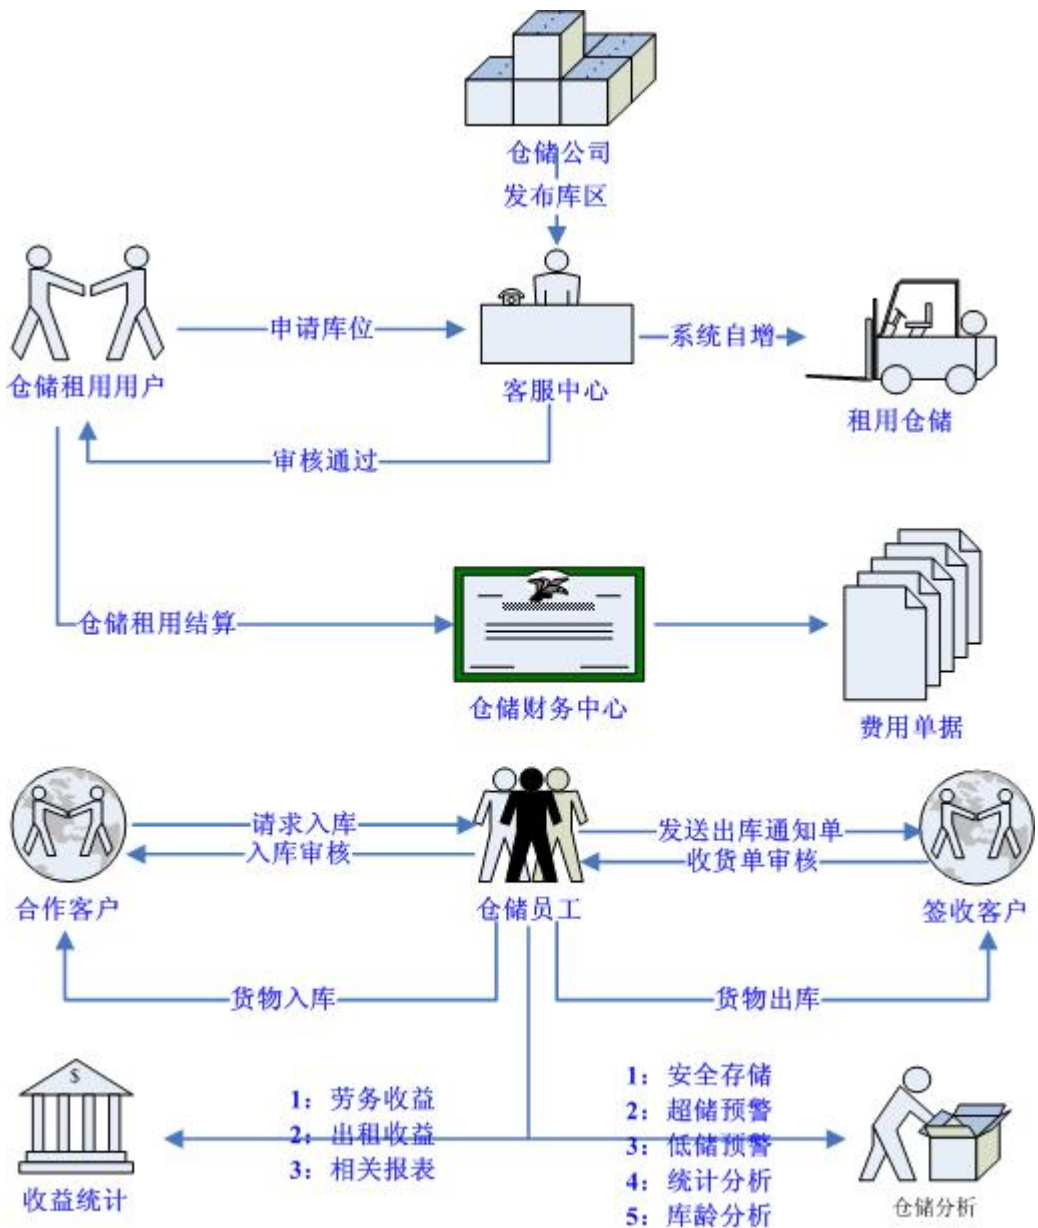 仓储公司
发布库区
申请库位
系统自增
仓储租用用户
客服中心
租用仓储
审核通过
仓储租用结算
仓储财务中心
费用单据
请求入库
发送出库通知单
入库审核
收货单审核
合作客户
仓储员工
签收客户
货物入库
货物出库
$
1：劳务收益
2：出租收益
3：相关报表
1：安全存储
2：超储预警
3：低储预警
4：统计分析
5：库龄分析
收益统计
仓储分析